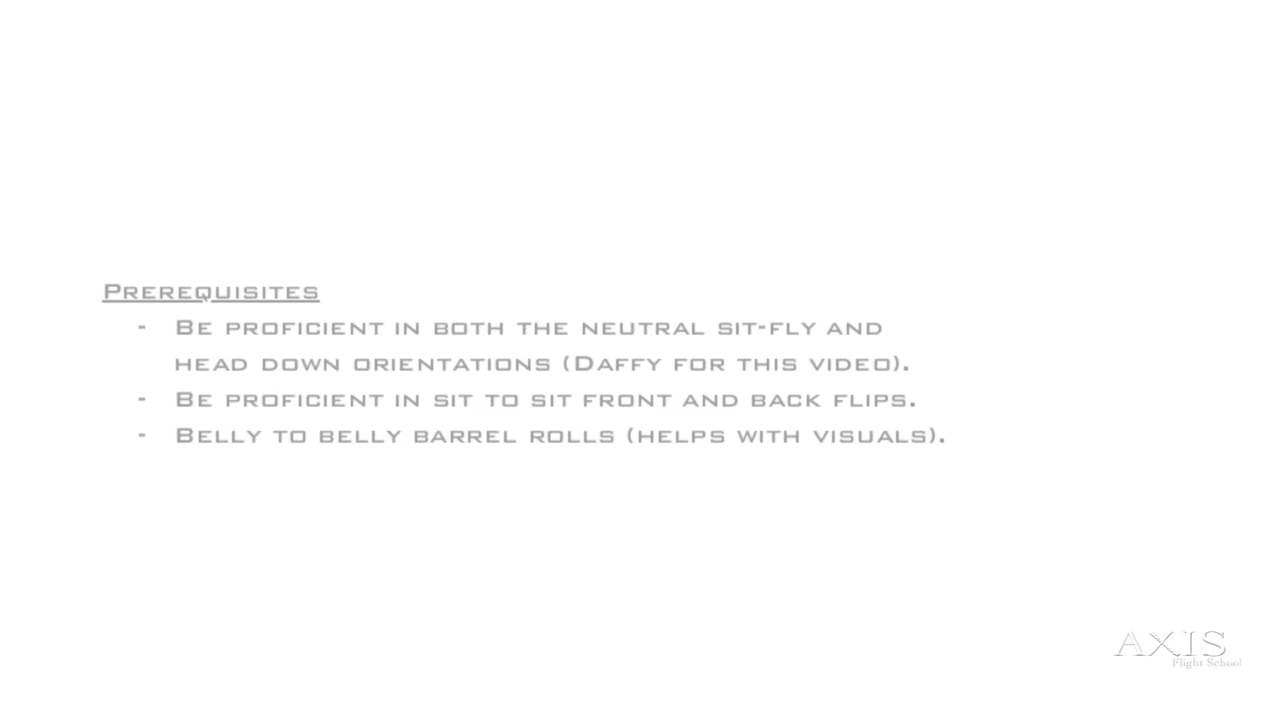 Prerequisites
- Be proficient in both the neutral sit-fly and
head down orientations (Daffy for this video).
- Be proficient in sit to sit front and back flips.
- Belly to belly barrel rolls (helps with visuals).
AXIS
Flight School